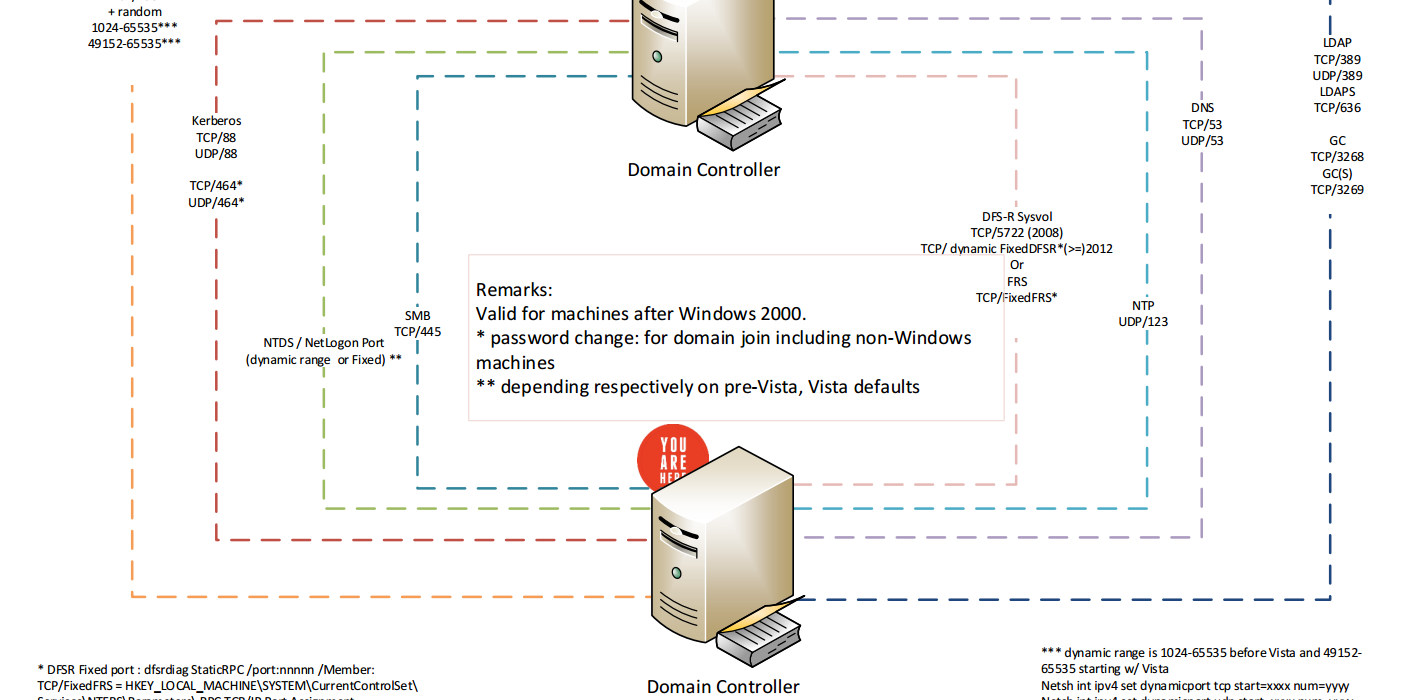 + random
1024-65535***
49152-65535***
LDAP
TCP/389
UDP/389
LDAPS
TCP/636
GC
TCP/3268
GC(S)
TCP/3269
Kerberos
TCP/88
UDP/88
TCP/464*
UDP/464*
DNS
TCP/53
UDP/53
Domain Controller
DFS-R Sysvol
TCP/5722 (2008)
TCP/ dynamic FixedDFSR*(>=)2012
Or
FRS
TCP/FixedFRS*
Remarks:
Valid for machines after Windows 2000.
* password change: for domain join including non-Windows
machines
** depending respectively on pre-Vista, Vista defaults
SMB
TCP/445
NTP
UDP/123
NTDS / NetLogon Port
(dynamic range or Fixed) **
YOU
ARE
HERE
Domain Controller
* DFSR Fixed port : dfsrdiag StaticRPC /port:nnnnn /Member:
TCP/FixedFRS = HKEY_LOCAL_MACHINE\SYSTEM\CurrentControlSet\
*** dynamic range is 1024-65535 before Vista and 49152-
65535 starting w/ Vista
Netsh int ipv4 set dynamicport tcp start=xxxx num=yyyy